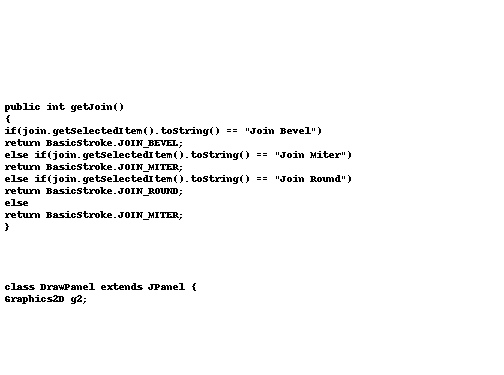 public int getJoin()
{
if(join.getSelectedItem().toString() == "Join Bevel")
return BasicStroke.JOIN_BEVEL;
else if(join.getSelectedItem().toString() == "Join Miter")
return BasicStroke.JOIN_MITER;
else if(join.getSelectedItem().toString() == "Join Round")
return BasicStroke.JOIN_ROUND;
else
return BasicStroke.JOIN_MITER;
}
class DrawPanel extends JPanel {
Graphics2D g2;